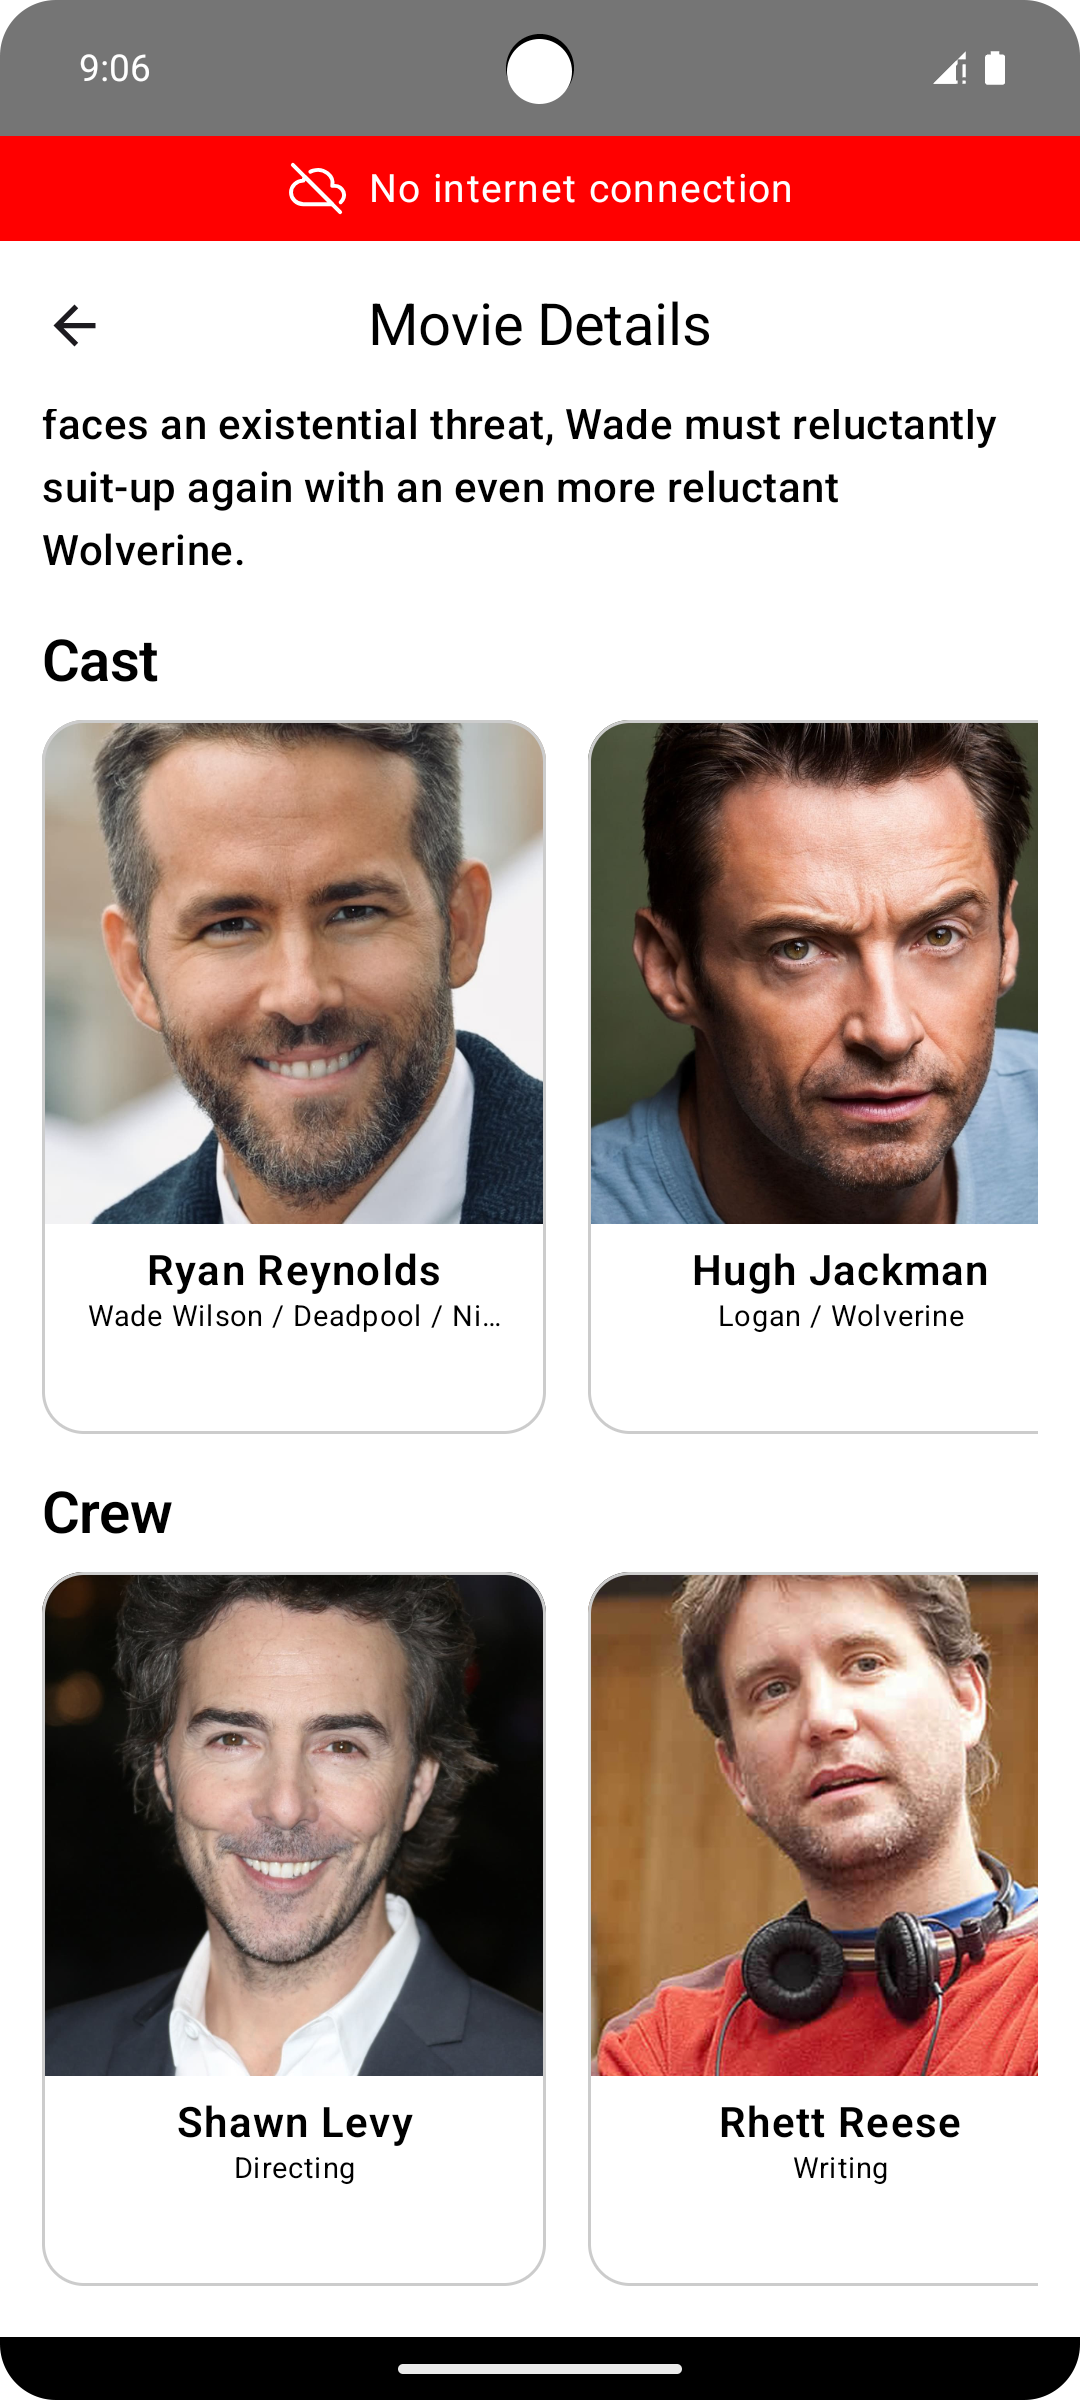 9:06
No internet connection
Movie Details
faces an existential threat, Wade must reluctantly
suit-up again with an even more reluctant
Wolverine.
Cast
Ryan Reynolds
Wade Wilson / Deadpool / Ni...
Hugh Jackman
Logan / Wolverine
Crew
Shawn Levy
Directing
Rhett Reese
Writing